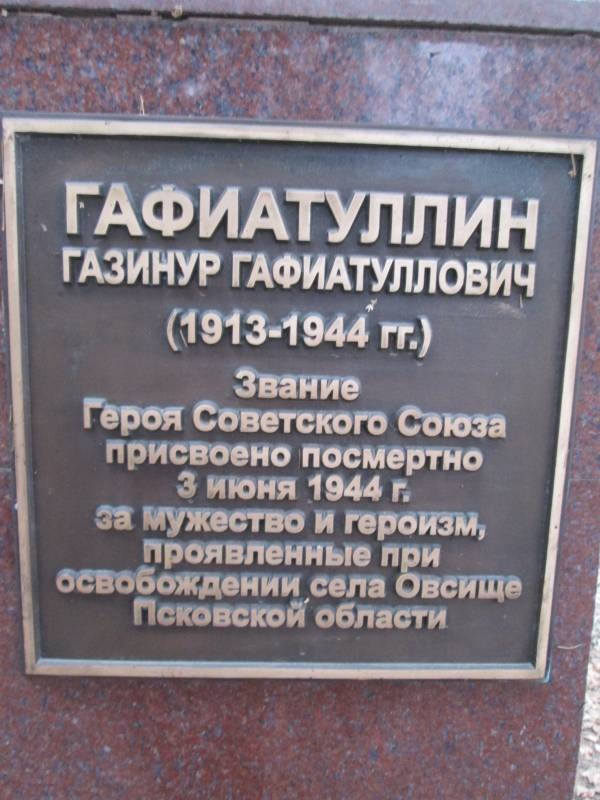 ГАФИАТУЛЛИН
ГАЗИНУР ГАФИАТУЛЛОВИЧ
(1913-1944 гг.)
Звание
Героя Советского Союза
присвоено посмертно
3 июня 1944 г.
за мужество и героизм,
проявленные при
освобождении села Овсище
Псковской области